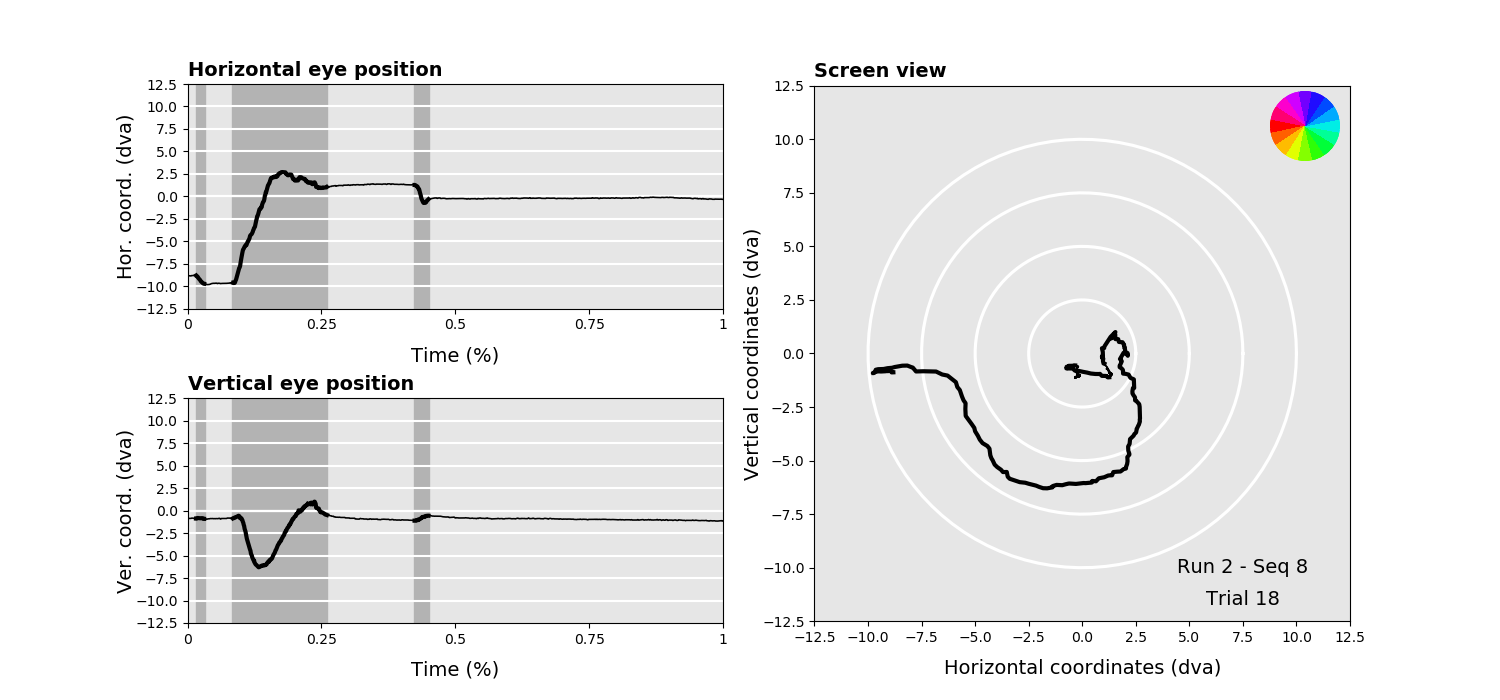 Horizontal eye position
12.5
10.0
7.5
5.0
2.5
0.0
−2.5
−5.0
−7.5
−10.0
−12.5
Hor. coord. (dva)
0 0.25 0.5 0.75 1
Time (%)
Vertical eye position
12.5
10.0
7.5
5.0
2.5
0.0
−2.5
−5.0
−7.5
−10.0
−12.5
Ver. coord. (dva)
0 0.25 0.5 0.75 1
Time (%)
Screen view
12.5
10.0
7.5
5.0
2.5
0.0
−2.5
−5.0
−7.5
−10.0
−12.5
Vertical coordinates (dva)
Run 2 - Seq 8
Trial 18
−12.5 −10.0 −7.5 −5.0 −2.5 0.0 2.5 5.0 7.5 10.0 12.5
Horizontal coordinates (dva)